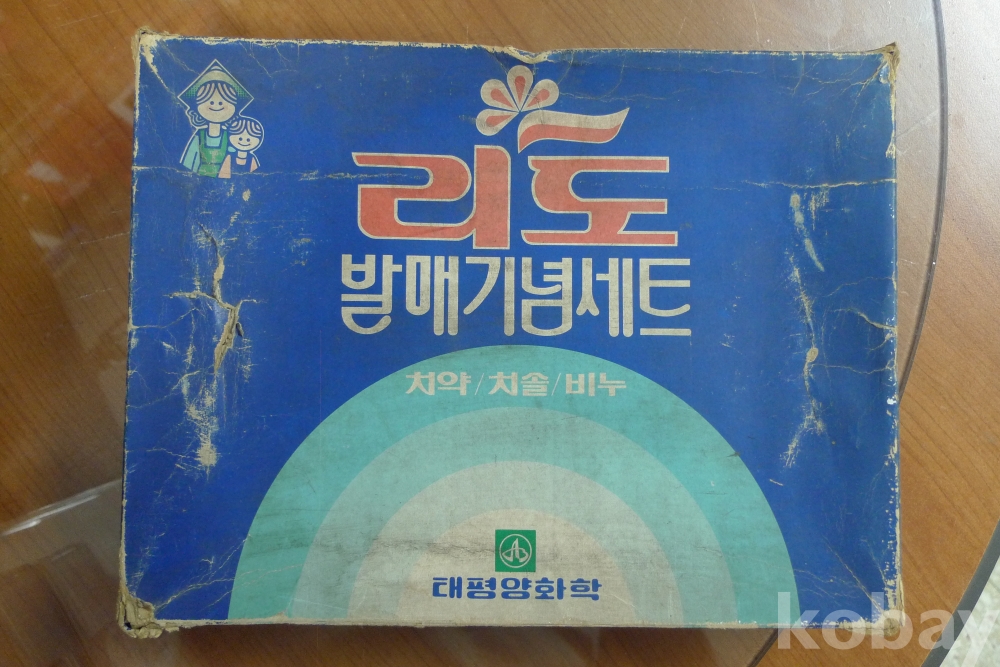 리도
발매기념세트
치약/치솔/비누
태평양화학
kobay